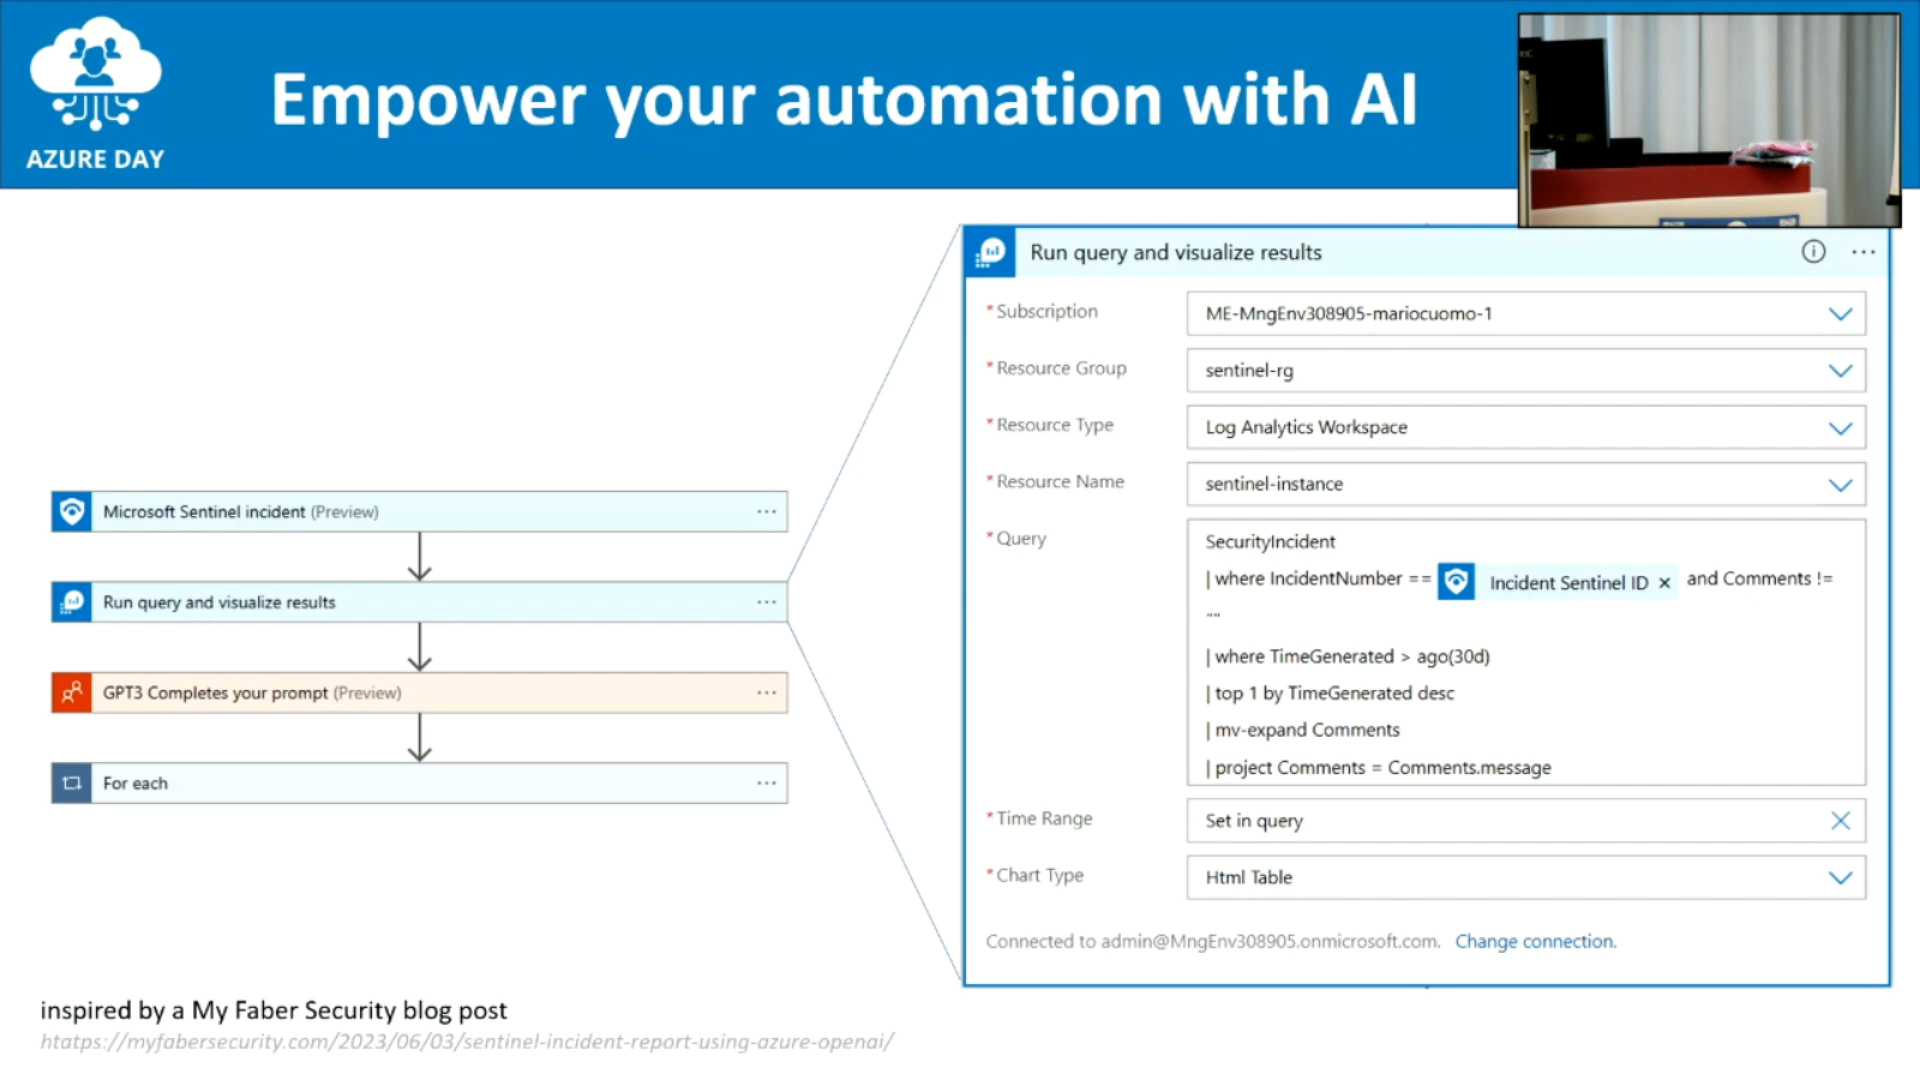 Empower your automation with AI
AZURE DAY
Microsoft Sentinel incident (Preview)
Run query and visualize results
GPT3 Completes your prompt (Preview)
For each
Run query and visualize results
* Subscription
ME-MngEnv308905-mariocuomo-1
* Resource Group
sentinel-rg
* Resource Type
Log Analytics Workspace
* Resource Name
sentinel-instance
* Query
SecurityIncident
| where IncidentNumber == Incident Sentinel ID × and Comments !=
""
| where TimeGenerated > ago(30d)
| top 1 by TimeGenerated desc
| mv-expand Comments
| project Comments = Comments.message
* Time Range
Set in query
* Chart Type
Html Table
Connected to admin@MngEnv308905.onmicrosoft.com. Change connection.
inspired by a My Faber Security blog post
htatps://myfabersecurity.com/2023/06/03/sentinel-incident-report-using-azure-openai/